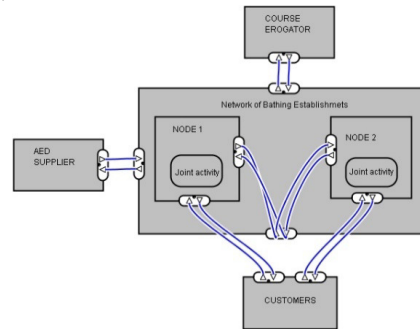 COURSE
EROGATOR
Network of Bathing Establishmets
NODE 1
NODE 2
AED
SUPPLIER
Joint activity
Joint activity
CUSTOMERS